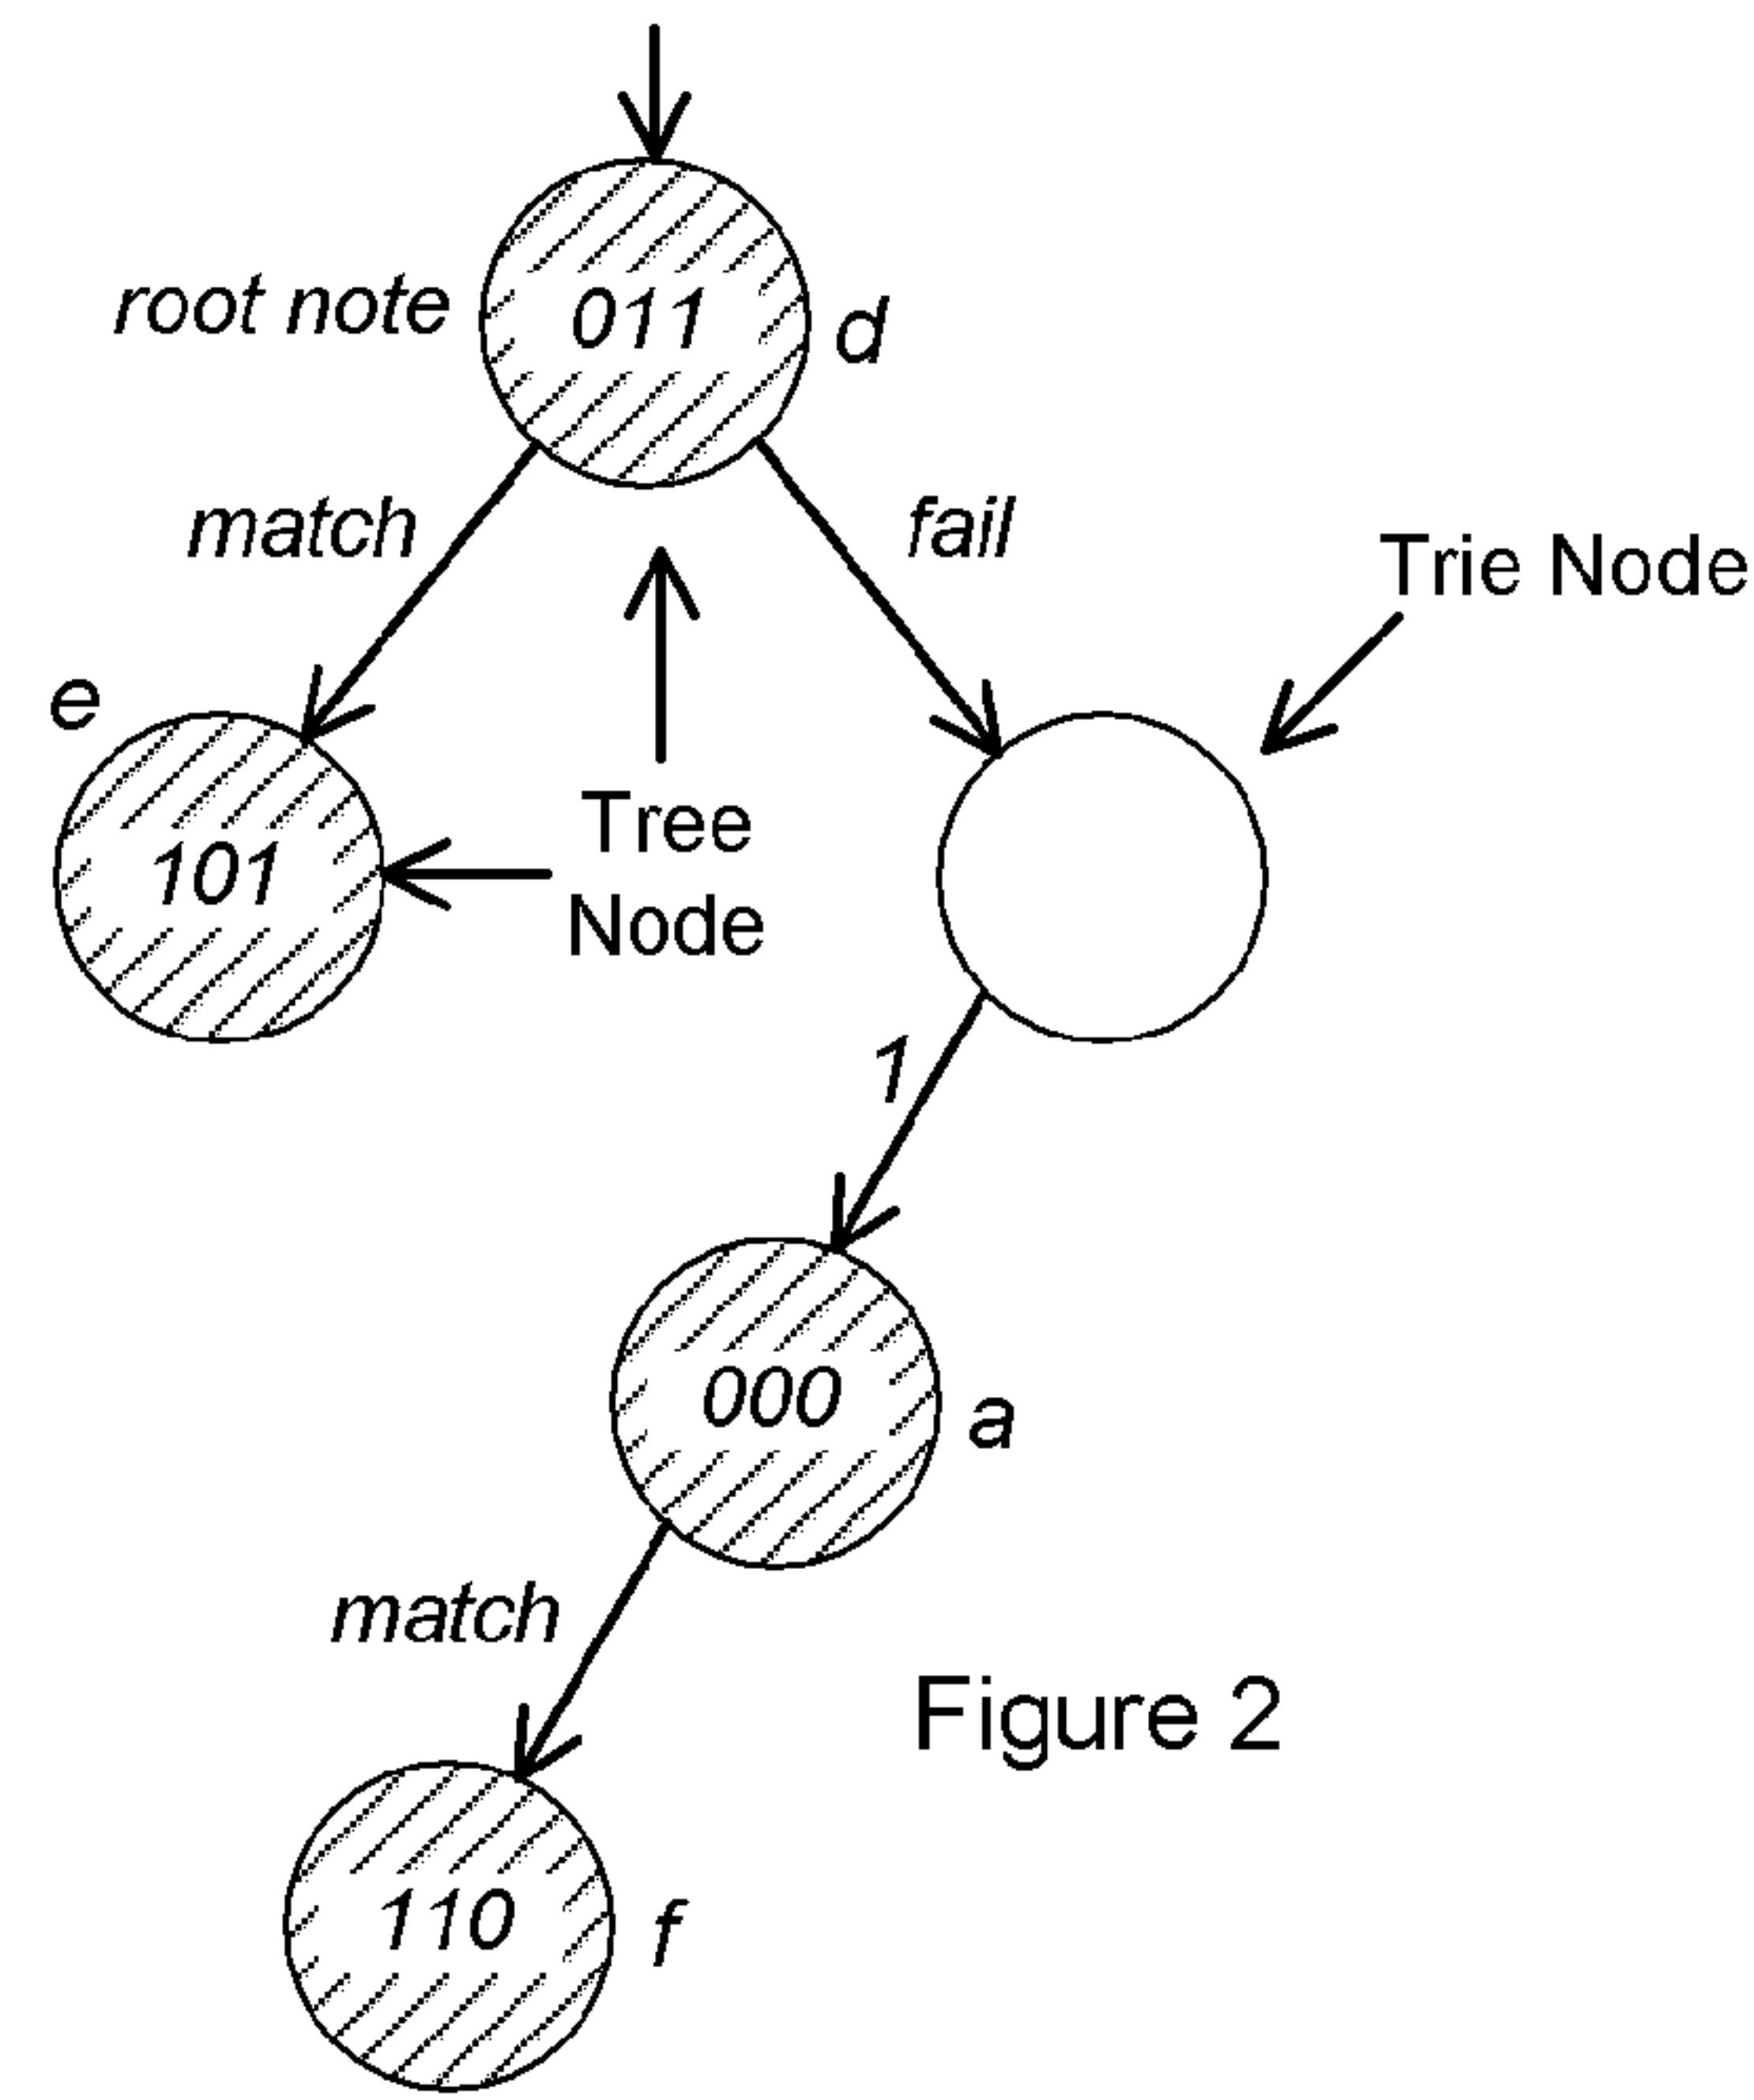 root note
011
d
match
fail
Trie Node
e
101
Tree
Node
1
000
a
match
Figure 2
110
f